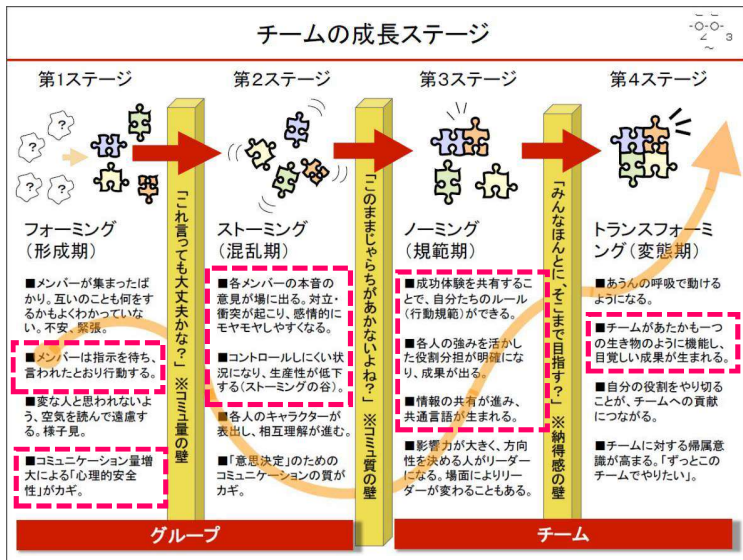 チームの成長ステージ
3
第1ステージ
第2ステージ
第3ステージ
第4ステージ
?
?
?
?
?
フォーミング
(形成期)
■メンバーが集まったば
かり。互いのことも何をす
るかもよくわかってい
ない。不安、緊張。
■メンバーは指示を待ち、
言われたとおり行動する。
■変な人と思われないよ
う、空気を読んで遠慮す
る。様子見。
■コミュニケーション量増
大による「心理的安全
性」がカギ。
「これ言っても大丈夫かな?」 ※コミュ量の壁
ストーミング
(混乱期)
■各メンバーの本音の
意見が場に出る。対立・
衝突が起こり、感情的に
モヤモヤしやすくなる。
■コントロールしにくい状
況になり、生産性が低下
する(ストーミングの谷)。
■各人のキャラクターが
表出し、相互理解が進む。
■「意思決定」のための
コミュニケーションの質が
カギ。
「このままじゃらちがあかないよね?」 ※コミュ質の壁
ノーミング
(規範期)
■成功体験を共有するこ
とで、自分たちのルール
(行動規範)ができる。
■各人の強みを活かし
た役割分担が明確にな
り、成果が出る。
■情報の共有が進み、
共通言語が生まれる。
■影響力が大きく、方向
性を決める人がリーダー
になる。場面によりリー
ダーが変わることもある。
「みんなほんとに、そこまで目指す?」 ※納得感の壁
トランスフォーミ
ング(変態期)
■あうんの呼吸で動ける
ようになる。
■チームがあたかも一つ
の生き物のように機能し、
目覚しい成果が生まれる。
■自分の役割をやり切る
ことが、チームへの貢献
につながる。
■チームに対する帰属意
識が高まる。「ずっとこ
のチームでやりたい」。
グループ
チーム